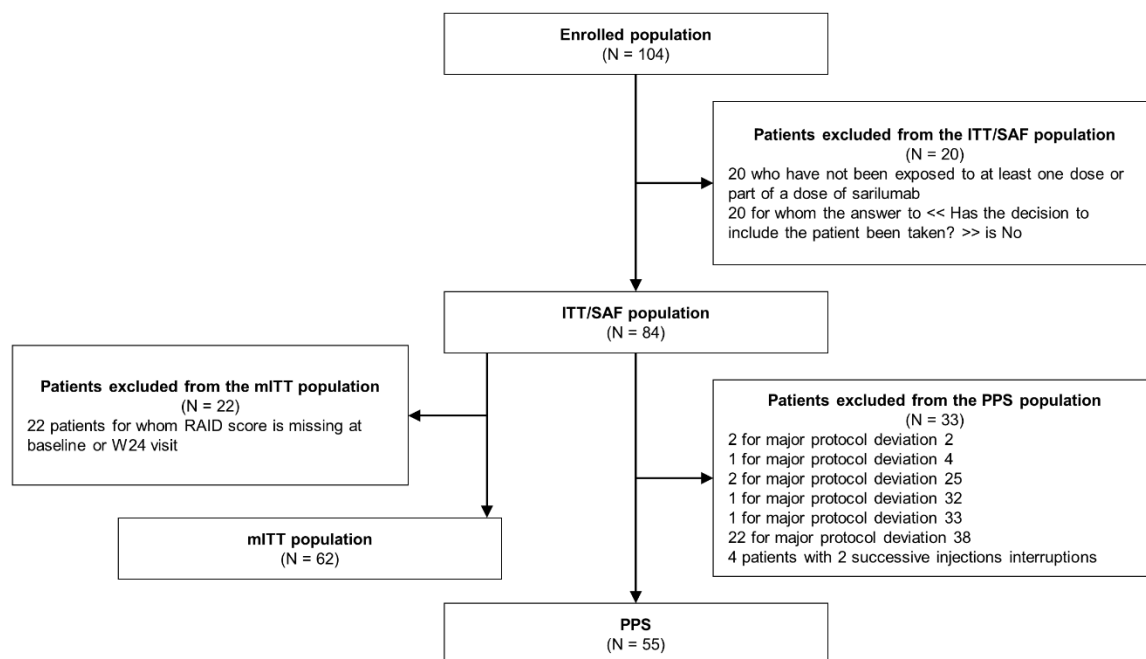 Enrolled population
(N = 104)
Patients excluded from the ITT/SAF population
(N = 20)
20 who have not been exposed to at least one dose or
part of a dose of sarilumab
20 for whom the answer to << Has the decision to
include the patient been taken? >> is No
ITT/SAF population
(N = 84)
Patients excluded from the mITT population
(N = 22)
22 patients for whom RAID score is missing at
baseline or W24 visit
Patients excluded from the PPS population
(N = 33)
2 for major protocol deviation 2
1 for major protocol deviation 4
2 for major protocol deviation 25
1 for major protocol deviation 32
1 for major protocol deviation 33
22 for major protocol deviation 38
4 patients with 2 successive injections interruptions
mITT population
(N = 62)
PPS
(N = 55)